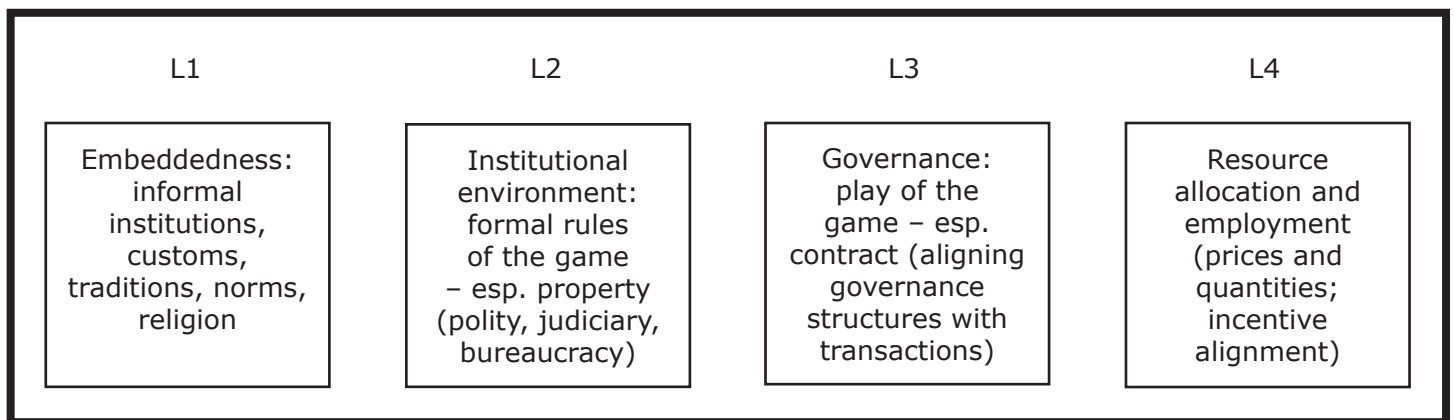 L1
Embeddedness:
informal
institutions,
customs,
traditions, norms,
religion
L2
Institutional
environment:
formal rules
of the game
– esp. property
(polity, judiciary,
bureaucracy)
L3
Governance:
play of the
game – esp.
contract (aligning
governance
structures with
transactions)
L4
Resource
allocation and
employment
(prices and
quantities;
incentive
alignment)